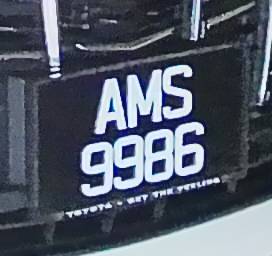 AMS
9986
TOYOTA • GET THE FEELING